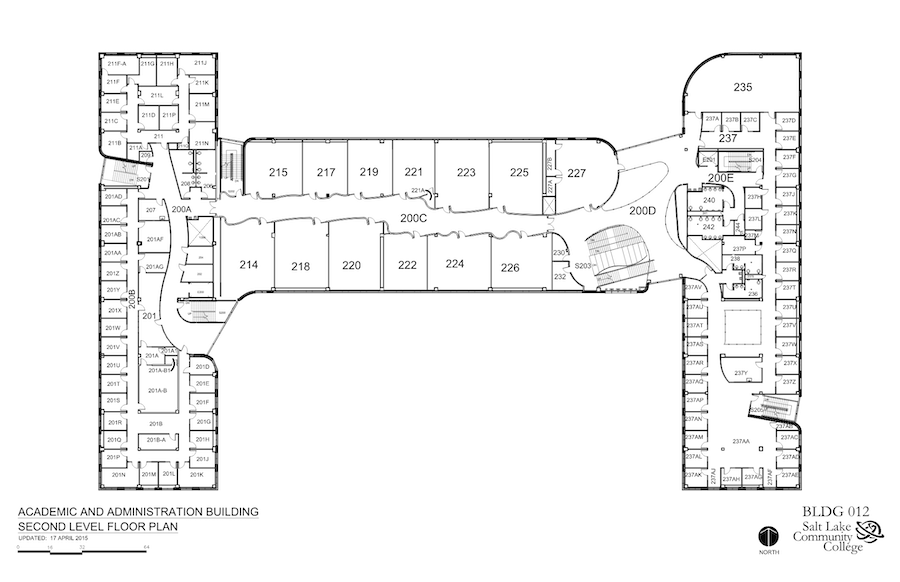 211F-A 211G 211H 211J
211F 211K
211L
211E 211M
211D 211P
211C
211 211N
211B 211A 209
S201
208 206
201AD 207 200A
201AC
201AB 201AF
201AA
201Z 201AG
201Y
200B
201X 201
201W
201V
201A 201A1
201U 201A-B1 201D
201T 201A-B 201E
201S 201F
201R 201B 201G
201Q 201B-A 201H
201P 201J
201N 201M 201L 201K
215 217 219 221 223 225 227
221A 227A 227B
200C 200D
214 218 220 222 224 226
230
232 S203
235
237A 237B 237C 237D
237 237E
S204 237F
200E 237G
240 237H 237J
237L 237K
242 244 237N
237M
237P 237Q
238 237R
236 237T
237AV 237U
237AU 237V
237AT
237AS 237W
237AR 237Y 237X
237AQ 237Z
237AP
237AN 237AB
237AM 237AA 237AC
237AL 237AD
237AK 237AJ 237AH 237AG 237AF 237AE
ACADEMIC AND ADMINISTRATION BUILDING
SECOND LEVEL FLOOR PLAN
UPDATED: 17 APRIL 2015
0 16 32 64
NORTH
BLDG 012
Salt Lake
Community
College